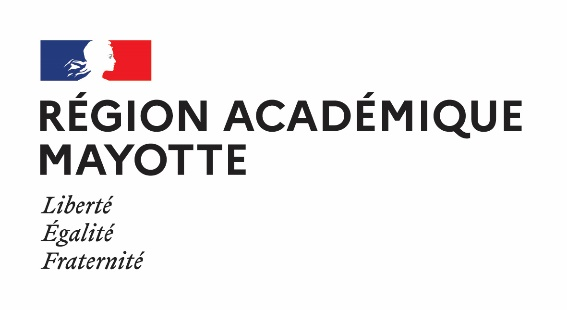 RÉGION ACADÉMIQUE
MAYOTTE
Liberté
Égalité
Fraternité